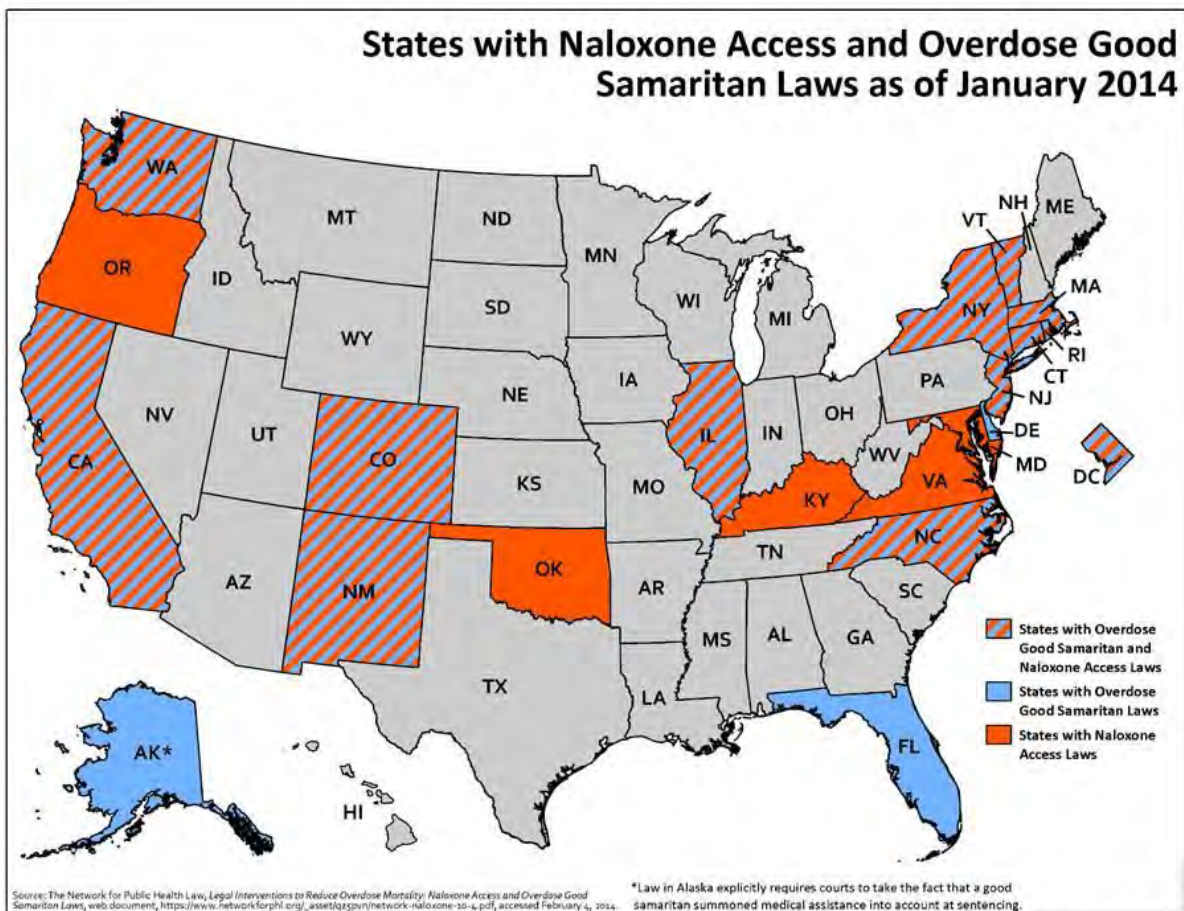 States with Naloxone Access and Overdose Good
Samaritan Laws as of January 2014
WA
MT
ND
MN
OR
ID
SD
WI
MI
WY
VT
NH
ME
MA
NY
RI
CT
NJ
PA
IA
NE
NV
UT
CO
IL
IN
OH
DE
MD
WV
DC
CA
KS
MO
KY
VA
NC
TN
AZ
NM
OK
AR
SC
MS
AL
GA
TX
LA
FL
AK*
HI
States with Overdose
Good Samaritan and
Naloxone Access Laws
States with Overdose
Good Samaritan Laws
States with Naloxone
Access Laws
Source: The Network for Public Health Law, Legal Interventions to Reduce Overdose Mortality: Naloxone Access and Overdose Good
Samaritan Laws, web document, accessed February 4, 2014.
*Law in Alaska explicitly requires courts to take the fact that a good
samaritan summoned medical assistance into account at sentencing.